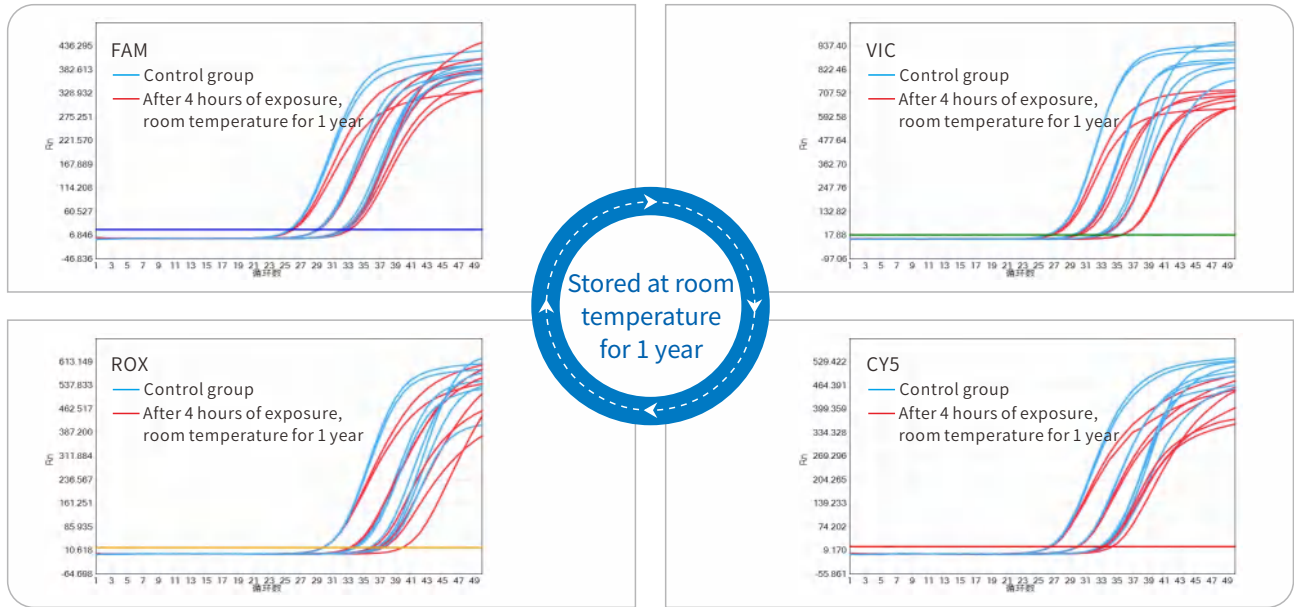 FAM
Control group
After 4 hours of exposure,
room temperature for 1 year
436.295
382.613
328.932
275.251
221.570
167.889
114.208
60.527
6.846
-46.836
Rn
1 3 5 7 9 11 13 15 17 19 21 23 25 27 29 31 33 35 37 39 41 43 45 47 49
循环数
VIC
Control group
After 4 hours of exposure,
room temperature for 1 year
937.40
822.46
707.52
592.58
477.64
362.70
247.76
132.82
17.88
-97.06
Rn
1 3 5 7 9 11 13 15 17 19 21 23 25 27 29 31 33 35 37 39 41 43 45 47 49
循环数
Stored at room
temperature
for 1 year
ROX
Control group
After 4 hours of exposure,
room temperature for 1 year
613.149
537.833
462.517
387.200
311.884
236.567
161.251
85.935
10.618
-64.698
Rn
1 3 5 7 9 11 13 15 17 19 21 23 25 27 29 31 33 35 37 39 41 43 45 47 49
循环数
CY5
Control group
After 4 hours of exposure,
room temperature for 1 year
529.422
464.391
399.359
334.328
269.296
204.265
139.233
74.202
9.170
-55.861
Rn
1 3 5 7 9 11 13 15 17 19 21 23 25 27 29 31 33 35 37 39 41 43 45 47 49
循环数